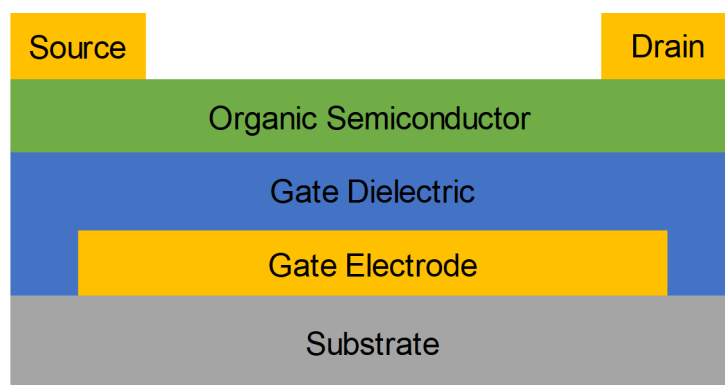 Source
Drain
Organic Semiconductor
Gate Dielectric
Gate Electrode
Substrate